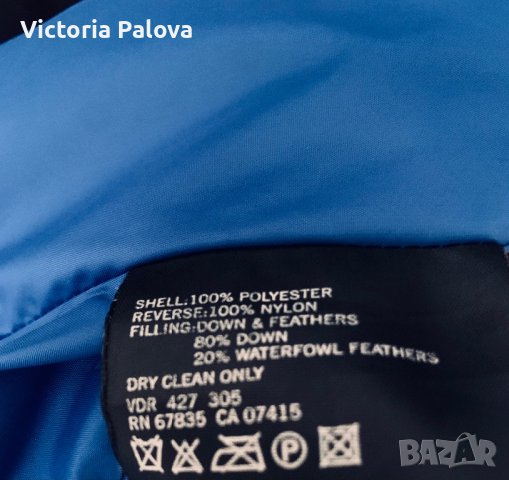 Victoria Palova
SHELL:100% POLYESTER
REVERSE:100% NYLON
FILLING:DOWN & FEATHERS
80% DOWN
20% WATERFOWL FEATHERS
DRY CLEAN ONLY
VDR 427 305
RN 67835 CA 07415
P
BAZAR